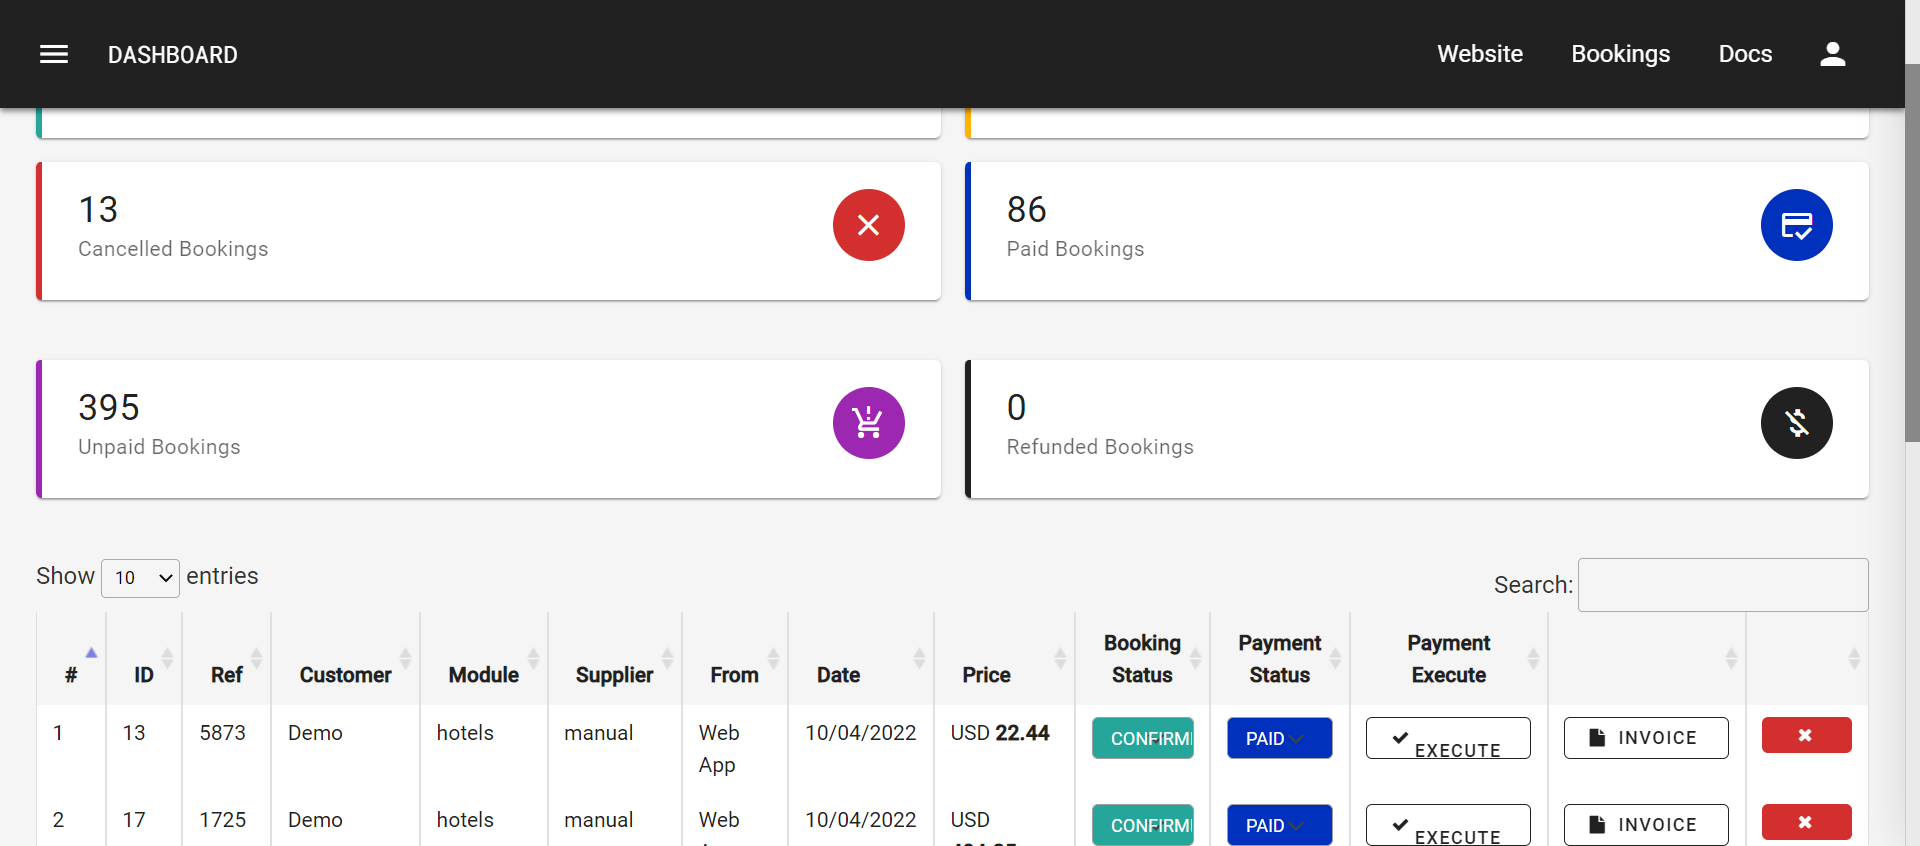 DASHBOARD
Website Bookings Docs
13
Cancelled Bookings
86
Paid Bookings
395
Unpaid Bookings
0
Refunded Bookings
Show 10 entries
Search:
# ID Ref Customer Module Supplier From Date Price Booking Status Payment Status Payment Execute
1 13 5873 Demo hotels manual Web App 10/04/2022 USD 22.44 CONFIRM PAID EXECUTE INVOICE
2 17 1725 Demo hotels manual Web 10/04/2022 USD CONFIRM PAID EXECUTE INVOICE